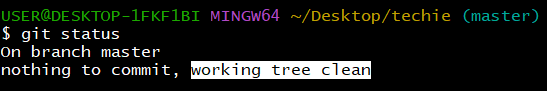 USER@DESKTOP-1FKF1BI MINGW64 ~/Desktop/techie (master)
$ git status
On branch master
nothing to commit, working tree clean